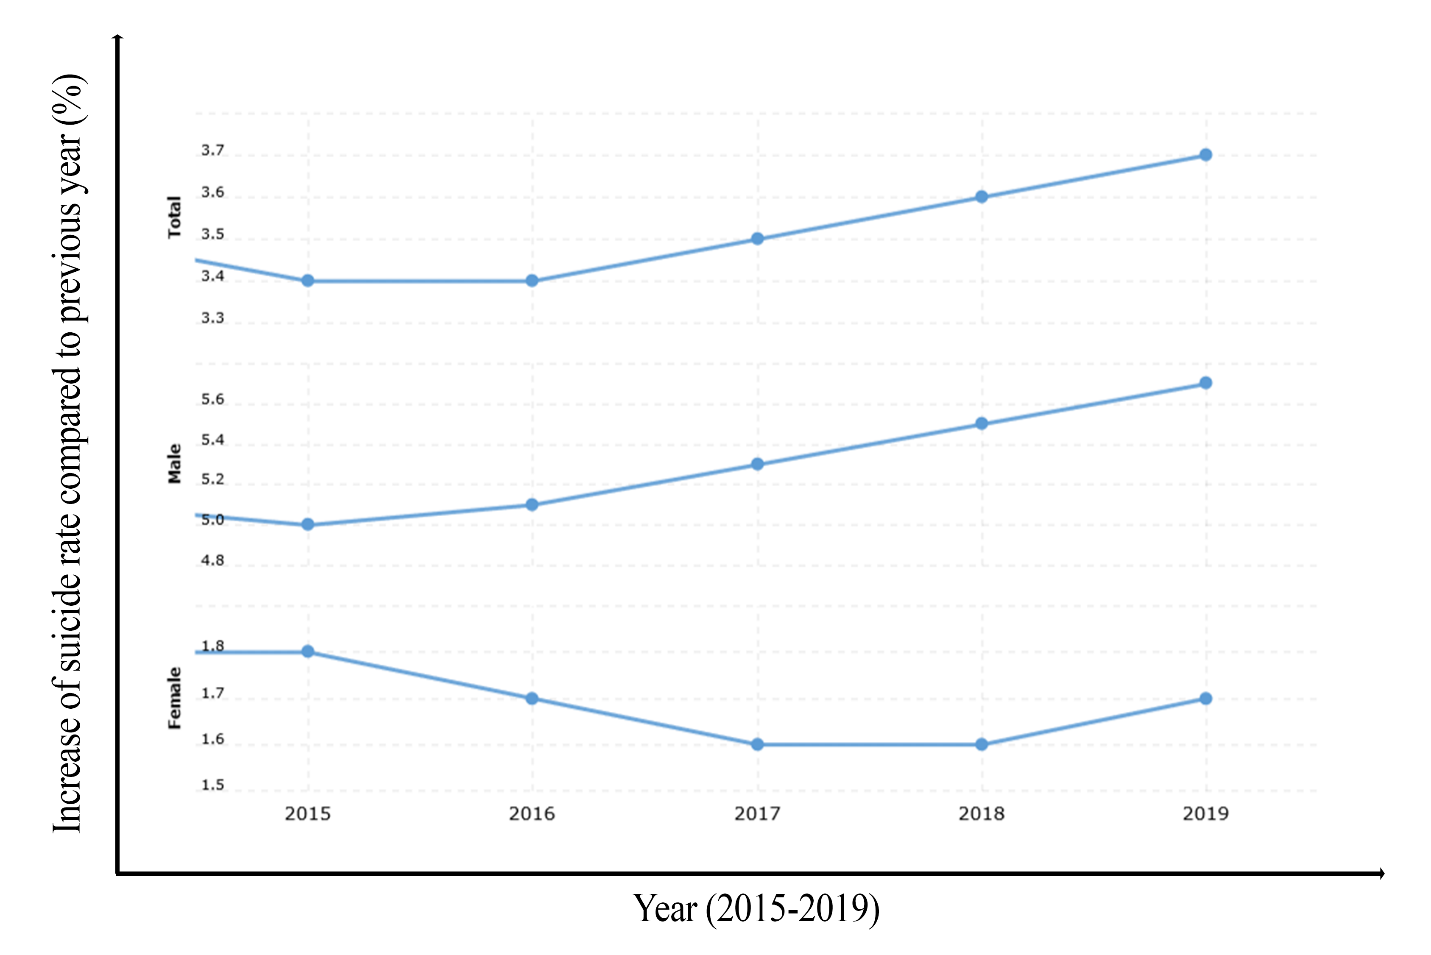 Increase of suicide rate compared to previous year (%)
Total
3.7
3.6
3.5
3.4
3.3
Male
5.6
5.4
5.2
5.0
4.8
Female
1.8
1.7
1.6
1.5
2015 2016 2017 2018 2019
Year (2015-2019)